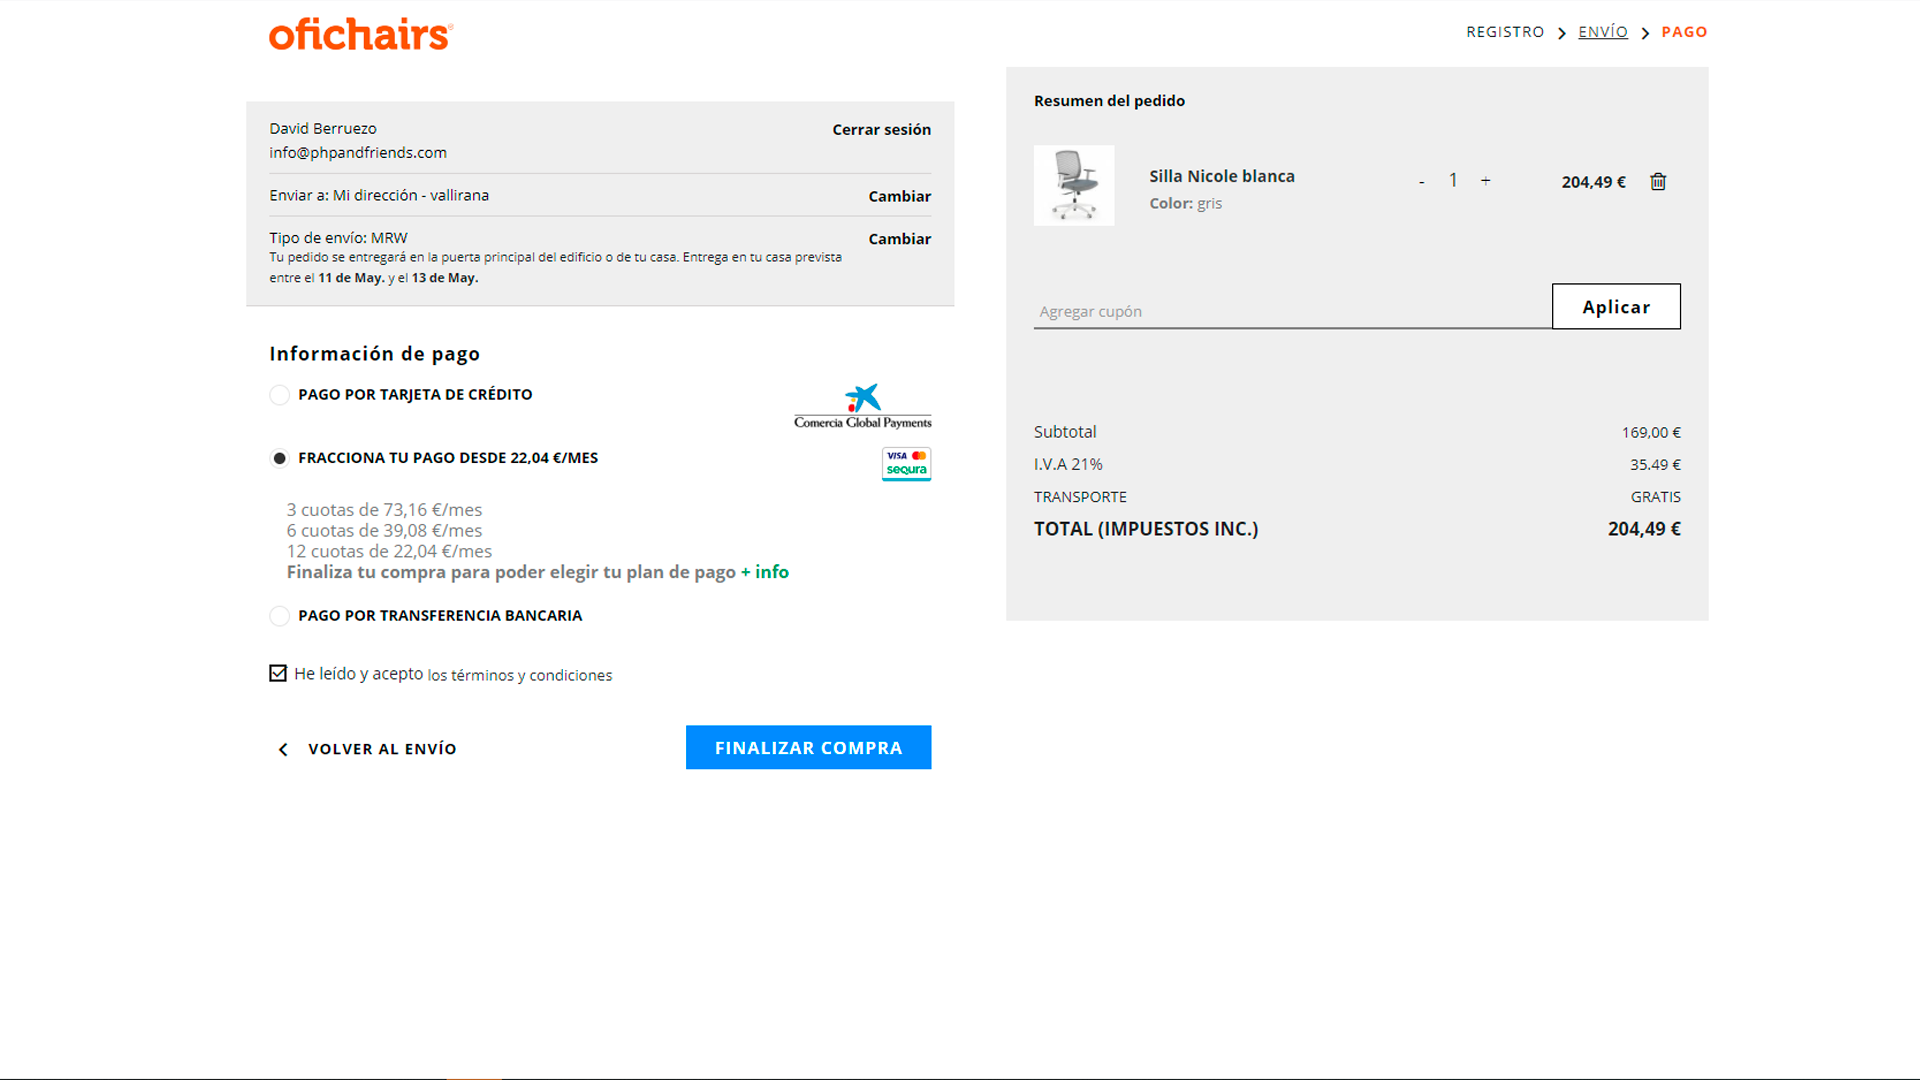 ofichairs®
REGISTRO > ENVÍO > PAGO
David Berruezo
Cerrar sesión
info@phpandfriends.com
Enviar a: Mi dirección - vallirana
Cambiar
Tipo de envío: MRW
Cambiar
Tu pedido se entregará en la puerta principal del edificio o de tu casa. Entrega en tu casa prevista
entre el 11 de May. y el 13 de May.
Información de pago
PAGO POR TARJETA DE CRÉDITO
Comercia Global Payments
FRACCIONA TU PAGO DESDE 22,04 €/MES
VISA
seQura
3 cuotas de 73,16 €/mes
6 cuotas de 39,08 €/mes
12 cuotas de 22,04 €/mes
Finaliza tu compra para poder elegir tu plan de pago + info
PAGO POR TRANSFERENCIA BANCARIA
He leído y acepto los términos y condiciones
VOLVER AL ENVÍO
FINALIZAR COMPRA
Resumen del pedido
Silla Nicole blanca
- 1 +
204,49 €
Color: gris
Agregar cupón
Aplicar
Subtotal 169,00 €
I.V.A 21% 35.49 €
TRANSPORTE GRATIS
TOTAL (IMPUESTOS INC.) 204,49 €